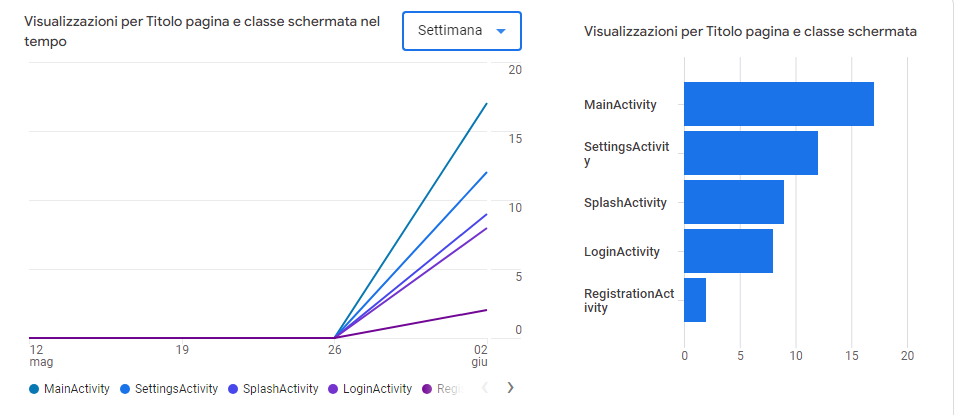 Visualizzazioni per Titolo pagina e classe schermata nel
tempo
Settimana
20
15
10
5
0
12
mag
19
26
02
giu
MainActivity
SettingsActivity
SplashActivity
LoginActivity
Regi
Visualizzazioni per Titolo pagina e classe schermata
MainActivity
SettingsActivit
y
SplashActivity
LoginActivity
RegistrationAct
ivity
0
5
10
15
20